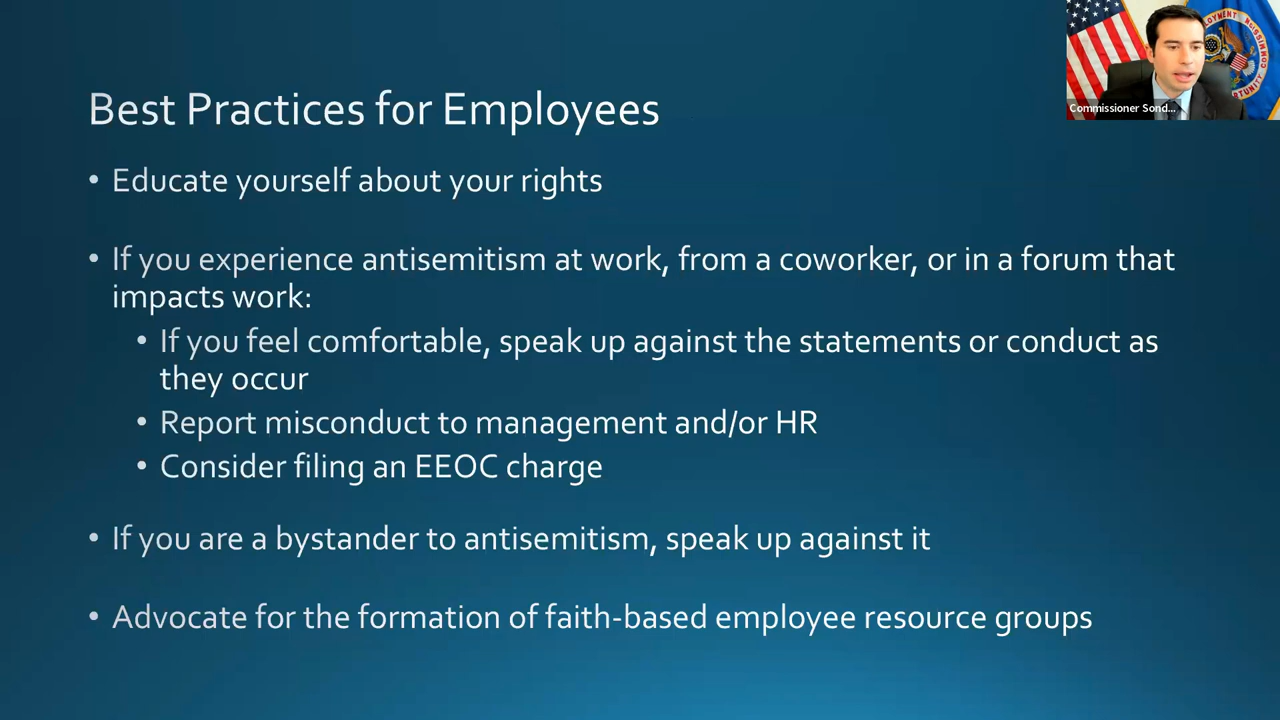 Best Practices for Employees
• Educate yourself about your rights
• If you experience antisemitism at work, from a coworker, or in a forum that
impacts work:
• If you feel comfortable, speak up against the statements or conduct as
they occur
• Report misconduct to management and/or HR
• Consider filing an EEOC charge
• If you are a bystander to antisemitism, speak up against it
• Advocate for the formation of faith-based employee resource groups
Commissioner Sond...